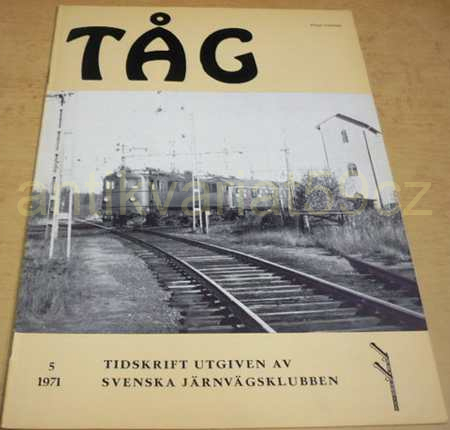 TÅG
5
1971
TIDSKRIFT UTGIVEN AV
SVENSKA JÄRNVÄGSKLUBBEN